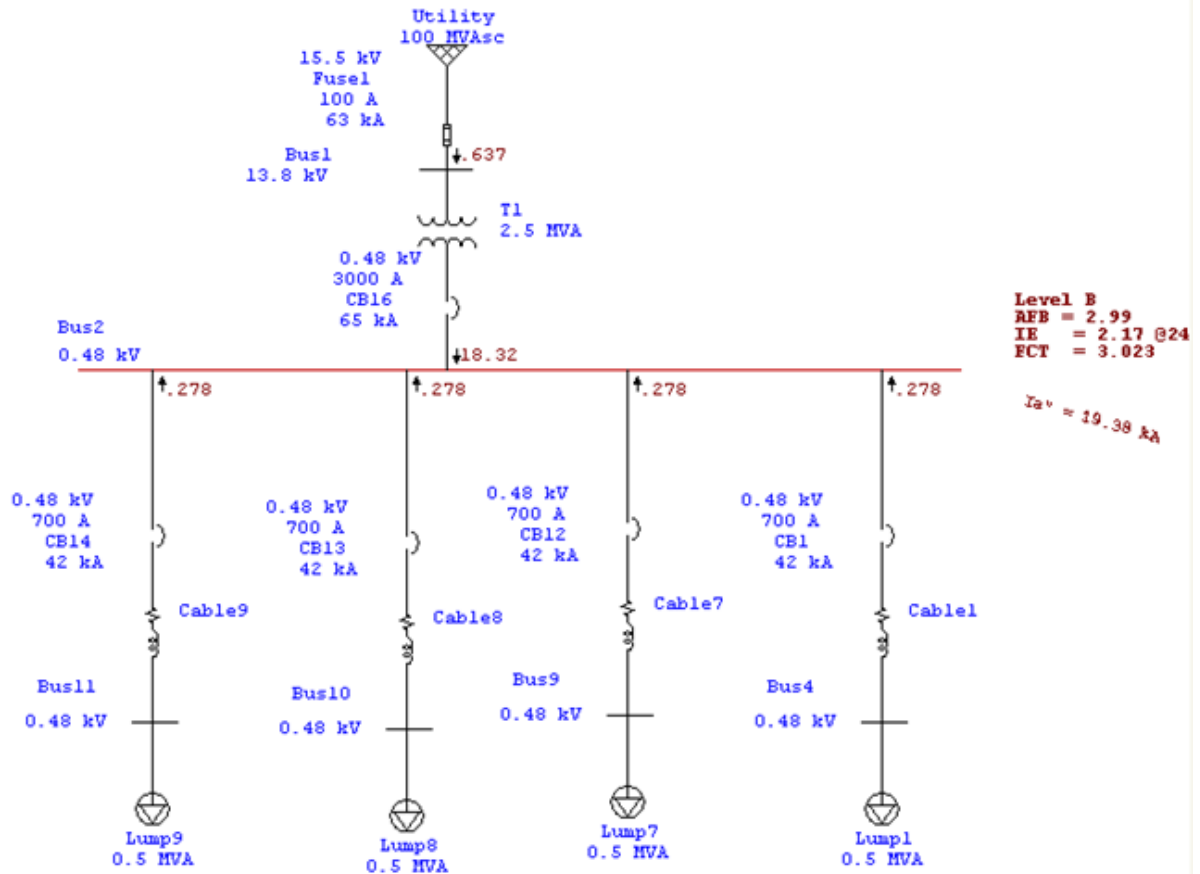 Utility
100 MVAsc
15.5 kV
Fuse1
100 A
63 kA
Bus1
13.8 kV
.637
T1
2.5 MVA
0.48 kV
3000 A
CB16
65 kA
Bus2
0.48 kV
18.32
Level B
AFB = 2.99
IE = 2.17 @24
FCT = 3.023
Ia" = 19.38 kA
.278
.278
.278
.278
0.48 kV
700 A
CB14
42 kA
0.48 kV
700 A
CB13
42 kA
0.48 kV
700 A
CB12
42 kA
0.48 kV
700 A
CB1
42 kA
Cable9
Cable8
Cable7
Cable1
Bus11
0.48 kV
Bus10
0.48 kV
Bus9
0.48 kV
Bus4
0.48 kV
Lump9
0.5 MVA
Lump8
0.5 MVA
Lump7
0.5 MVA
Lump1
0.5 MVA